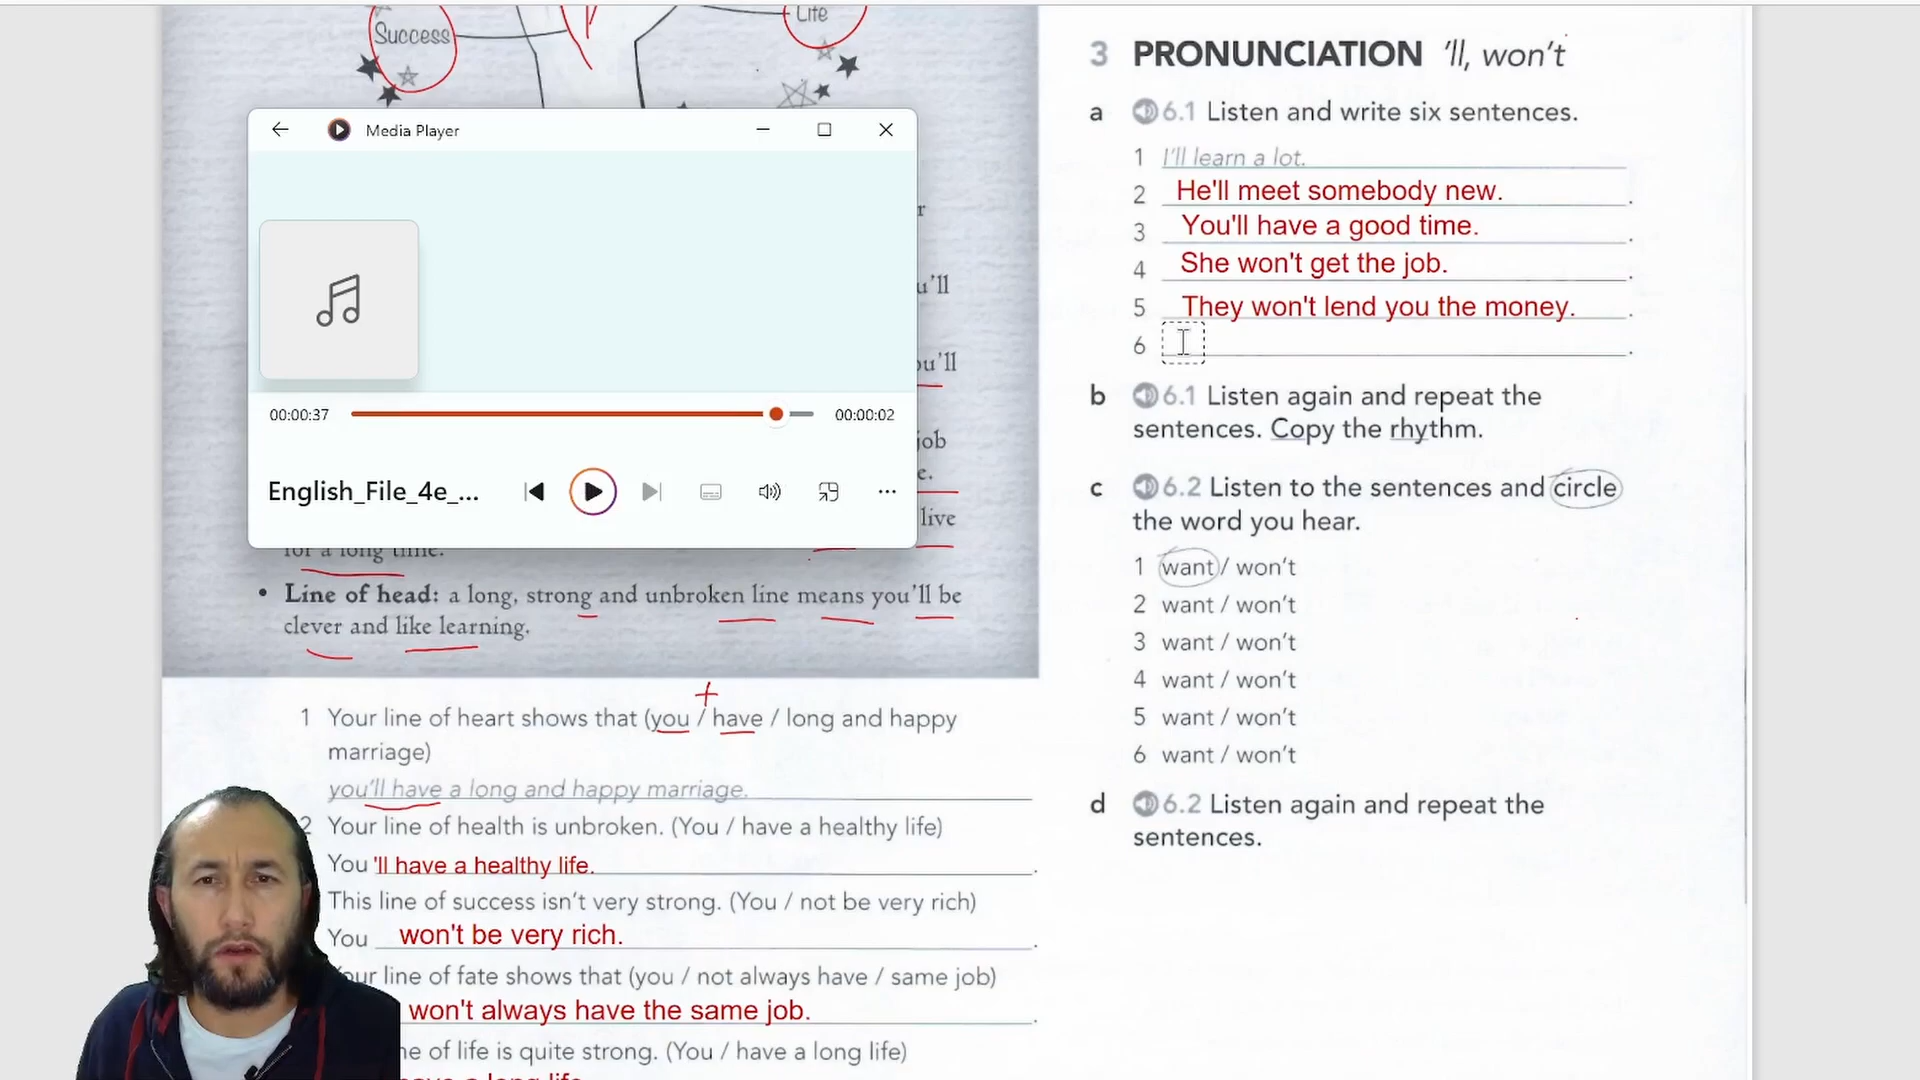 Success
Life
Media Player
r
u'll
ou'll
job
e.
live
00:00:37
00:00:02
English_File_4e_...
for a long time.
• Line of head: a long, strong and unbroken line means you'll be
clever and like learning.
+
1 Your line of heart shows that (you / have / long and happy
marriage)
you'll have a long and happy marriage.
2 Your line of health is unbroken. (You / have a healthy life)
You 'll have a healthy life.
This line of success isn't very strong. (You / not be very rich)
You won't be very rich.
Your line of fate shows that (you / not always have / same job)
won't always have the same job.
ne of life is quite strong. (You / have a long life)
have a long life.
3 PRONUNCIATION 'll, won't
a 6.1 Listen and write six sentences.
1 I'll learn a lot.
2 He'll meet somebody new.
3 You'll have a good time.
4 She won't get the job.
5 They won't lend you the money.
6
b 6.1 Listen again and repeat the
sentences. Copy the rhythm.
c 6.2 Listen to the sentences and circle
the word you hear.
1 want / won't
2 want / won't
3 want / won't
4 want / won't
5 want / won't
6 want / won't
d 6.2 Listen again and repeat the
sentences.